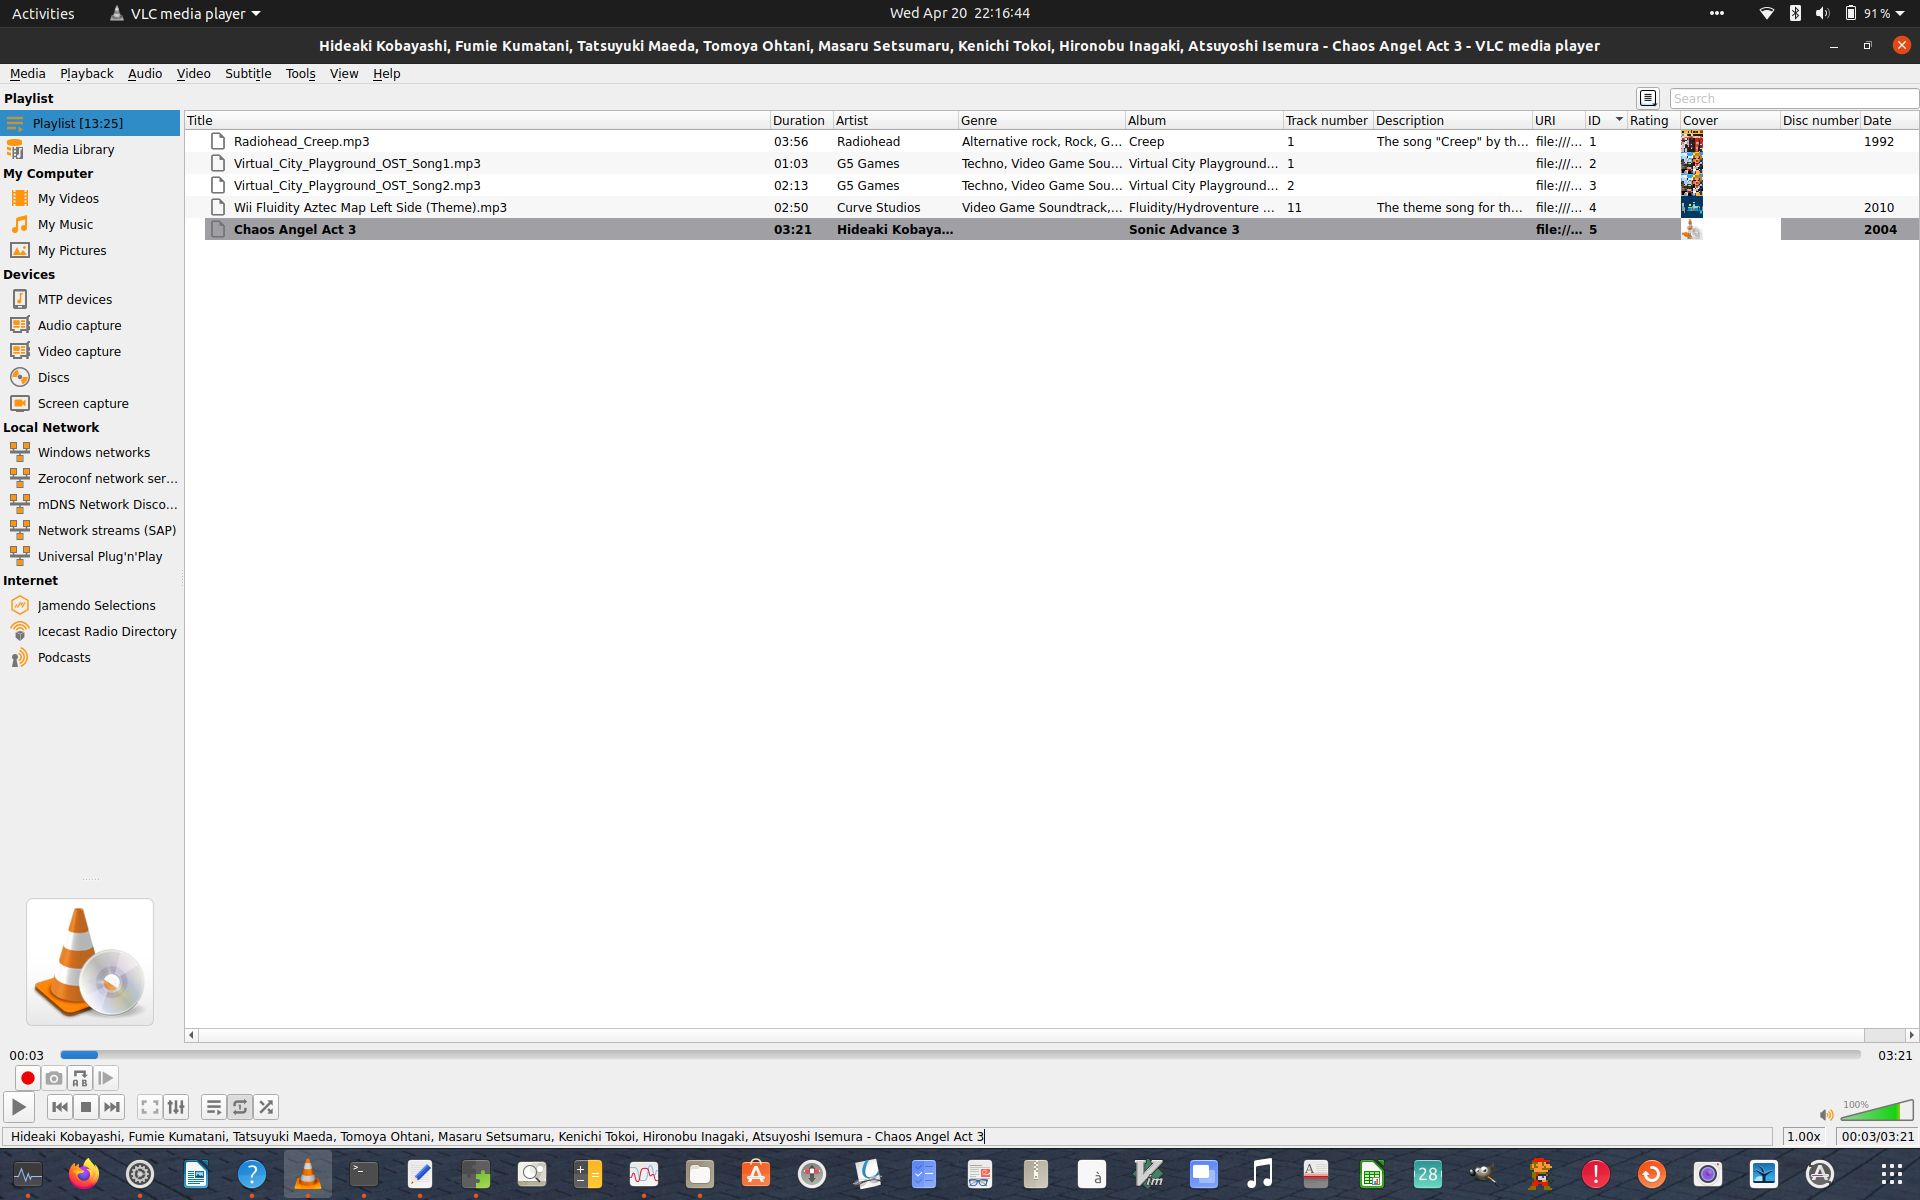 Activities VLC media player Wed Apr 20 22:16:44 91 %
Hideaki Kobayashi, Fumie Kumatani, Tatsuyuki Maeda, Tomoya Ohtani, Masaru Setsumaru, Kenichi Tokoi, Hironobu Inagaki, Atsuyoshi Isemura - Chaos Angel Act 3 - VLC media player
Media Playback Audio Video Subtitle Tools View Help
Playlist
Search
Playlist [13:25]
Media Library
My Computer
My Videos
My Music
My Pictures
Devices
MTP devices
Audio capture
Video capture
Discs
Screen capture
Local Network
Windows networks
Zeroconf network ser...
mDNS Network Disco...
Network streams (SAP)
Universal Plug'n'Play
Internet
Jamendo Selections
Icecast Radio Directory
Podcasts
Title Duration Artist Genre Album Track number Description URI ID Rating Cover Disc number Date
Radiohead_Creep.mp3 03:56 Radiohead Alternative rock, Rock, G... Creep 1 The song "Creep" by th... file:///... 1 1992
Virtual_City_Playground_OST_Song1.mp3 01:03 G5 Games Techno, Video Game Sou... Virtual City Playground... 1 file:///... 2
Virtual_City_Playground_OST_Song2.mp3 02:13 G5 Games Techno, Video Game Sou... Virtual City Playground... 2 file:///... 3
Wii Fluidity Aztec Map Left Side (Theme).mp3 02:50 Curve Studios Video Game Soundtrack,... Fluidity/Hydroventure ... 11 The theme song for th... file:///... 4 2010
Chaos Angel Act 3 03:21 Hideaki Kobaya... Sonic Advance 3 file://... 5 2004
00:03 03:21
A B
100%
Hideaki Kobayashi, Fumie Kumatani, Tatsuyuki Maeda, Tomoya Ohtani, Masaru Setsumaru, Kenichi Tokoi, Hironobu Inagaki, Atsuyoshi Isemura - Chaos Angel Act 3 1.00x 00:03/03:21
à Vim A 28